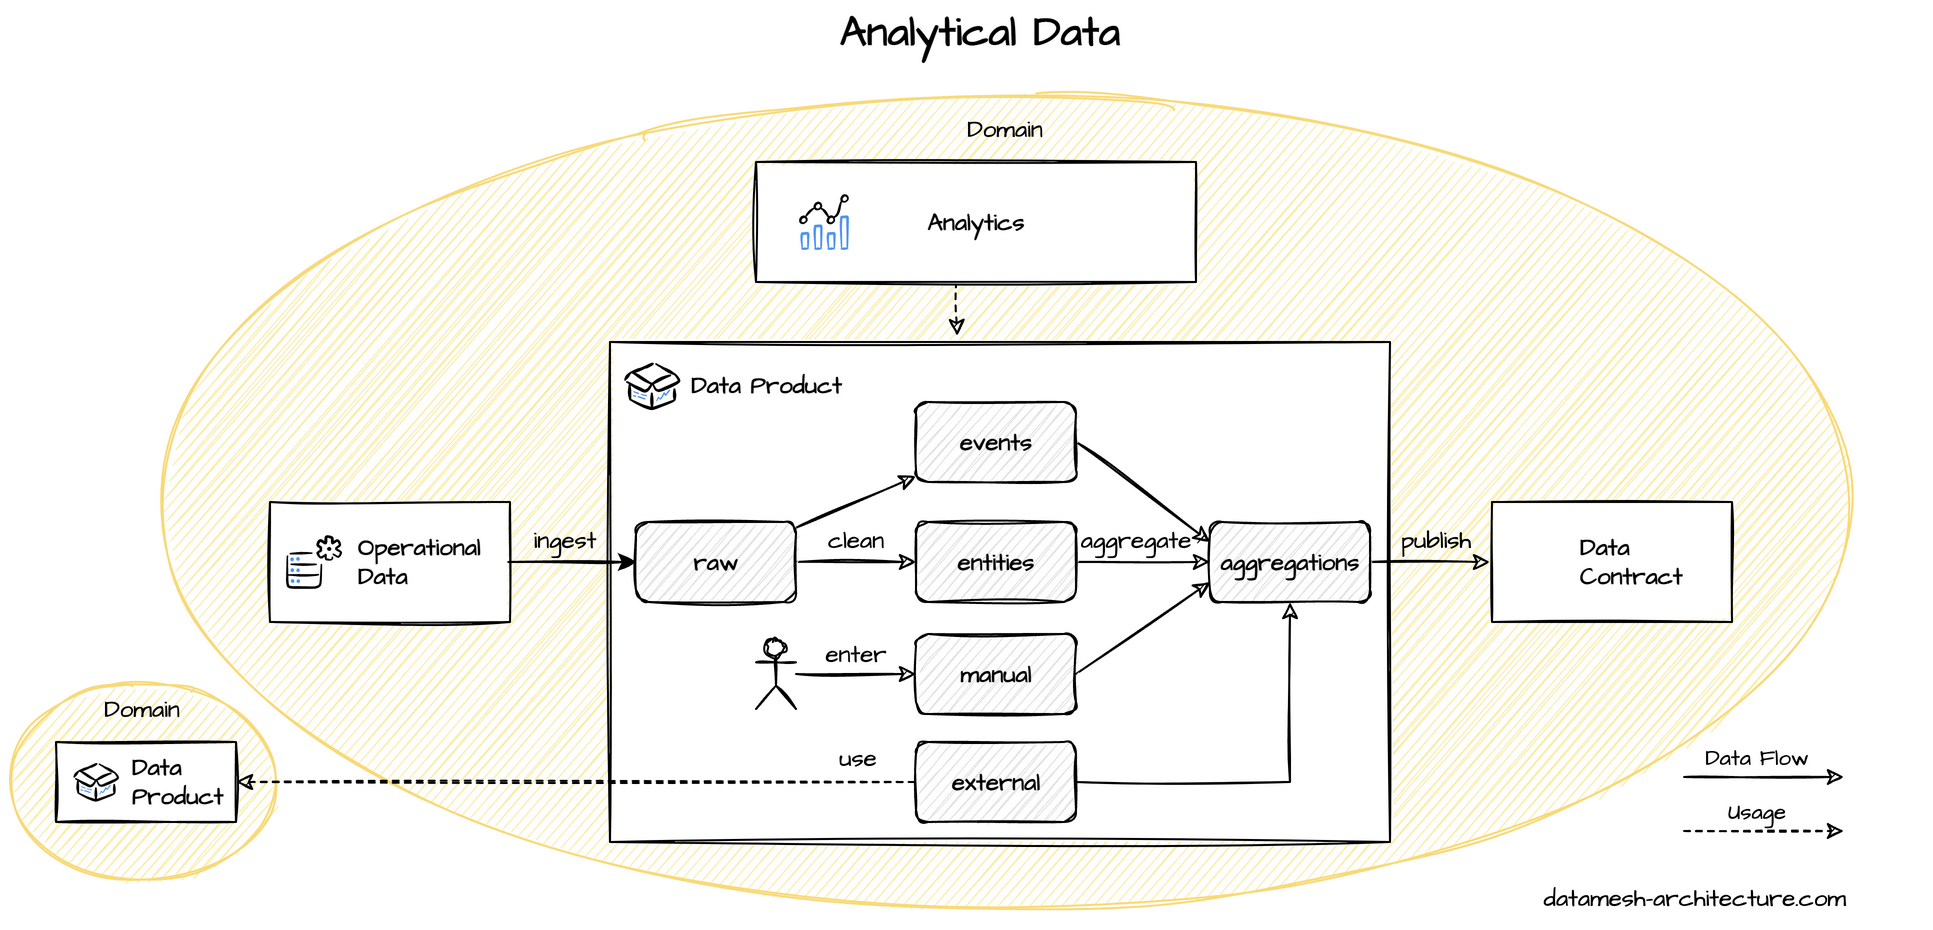 Analytical Data
Domain
Analytics
Data Product
events
Operational
Data
ingest
raw
clean
entities
aggregate
aggregations
publish
Data
Contract
enter
manual
Domain
Data
Product
use
external
Data Flow
Usage
datamesh-architecture.com